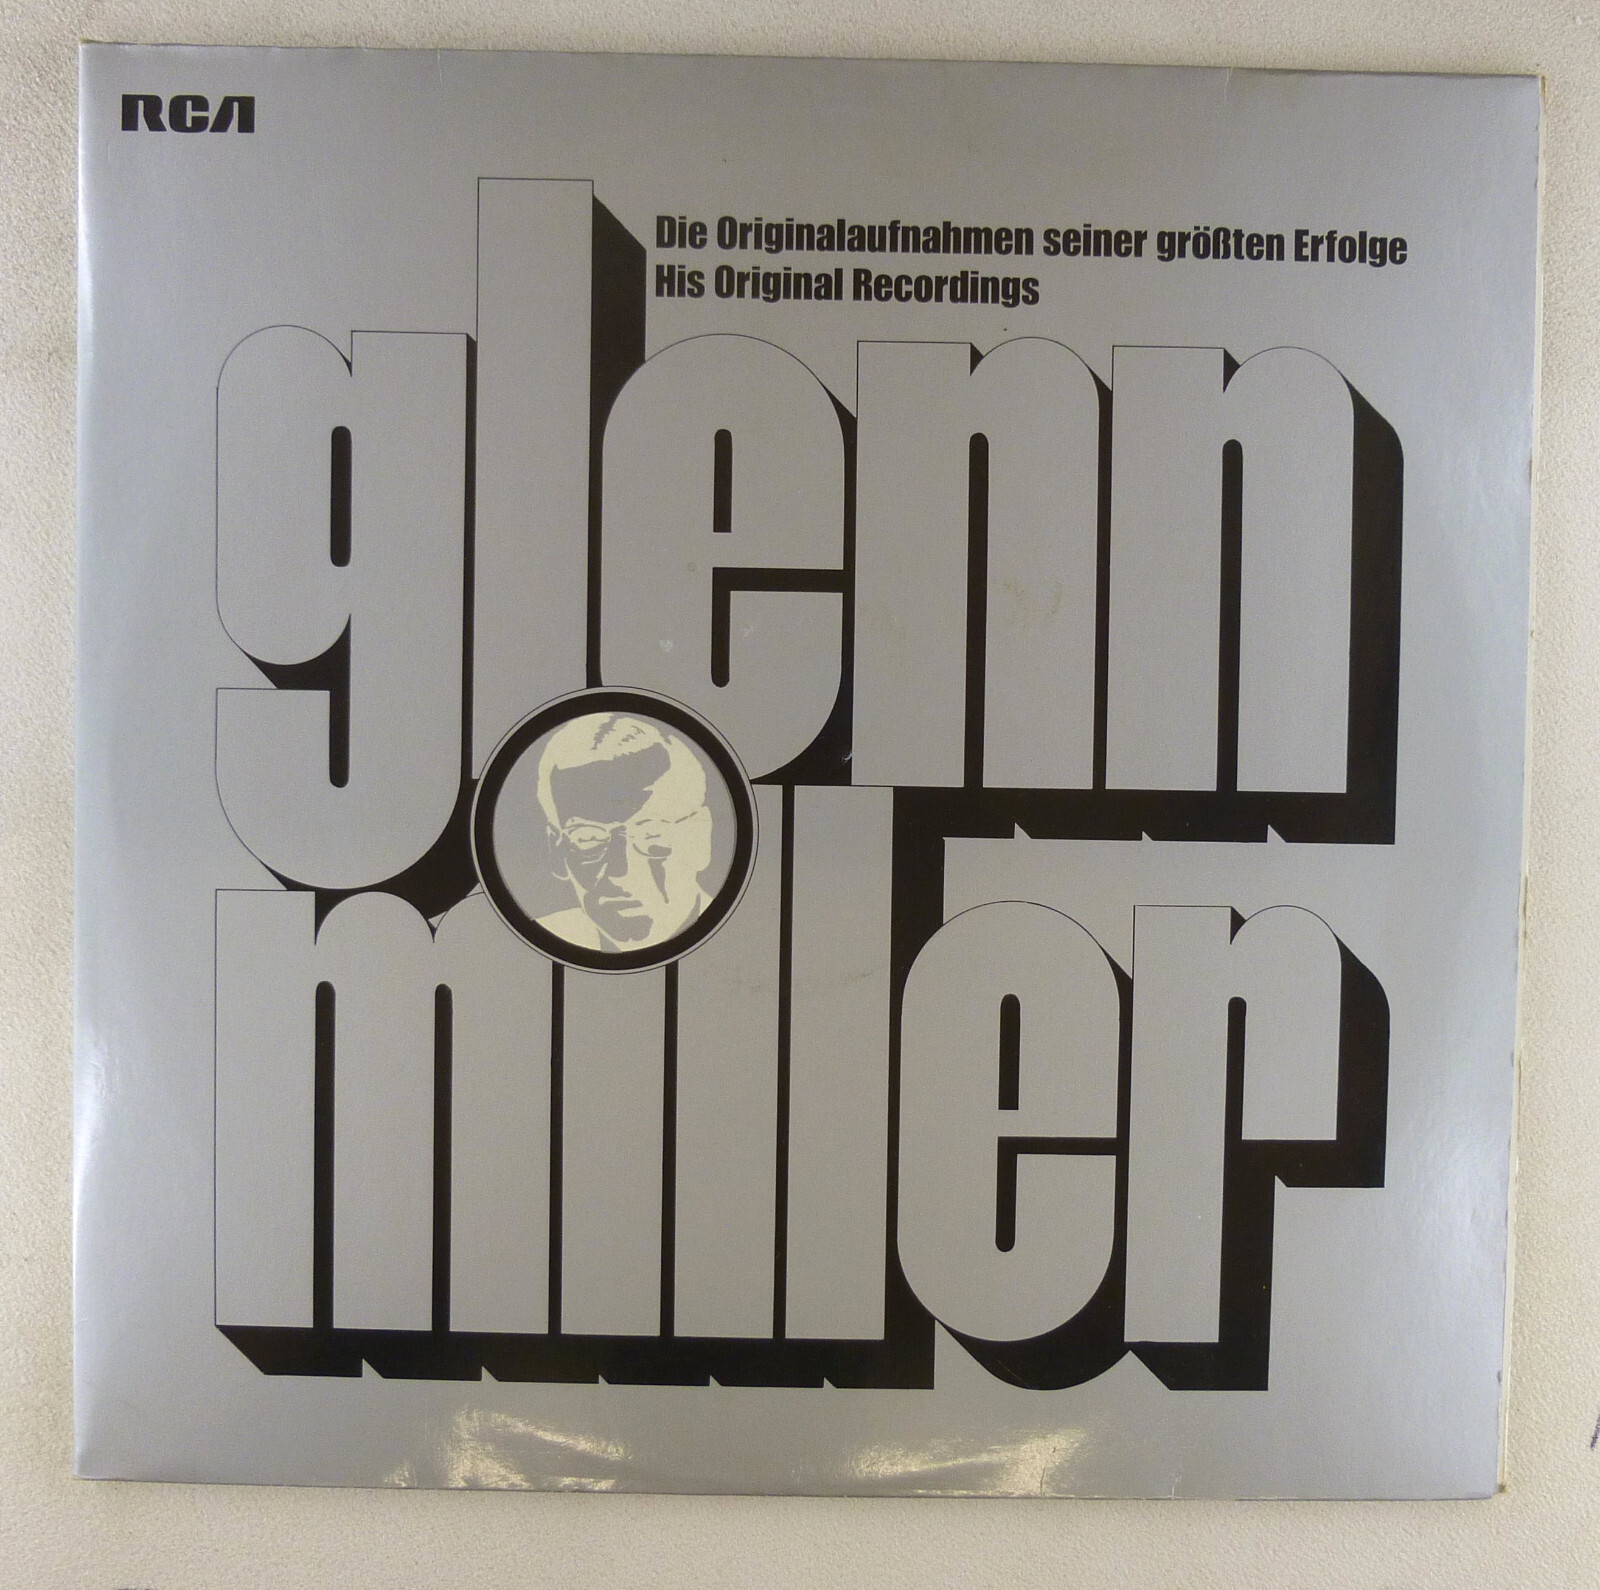 RCA
Die Originalaufnahmen seiner größten Erfolge
His Original Recordings
glenn
miller